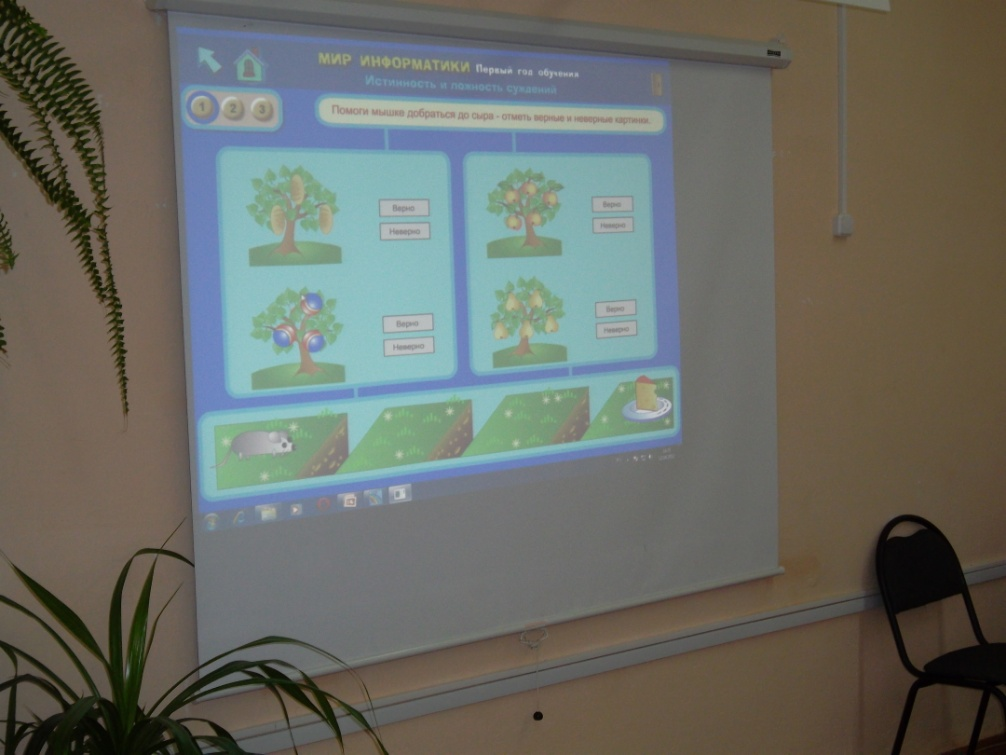 МИР ИНФОРМАТИКИ Первый год обучения
Истинность и ложность суждений
1 2 3
Помоги мышке добраться до сыра - отметь верные и неверные картинки.
Верно
Неверно
Верно
Неверно
Верно
Неверно
Верно
Неверно